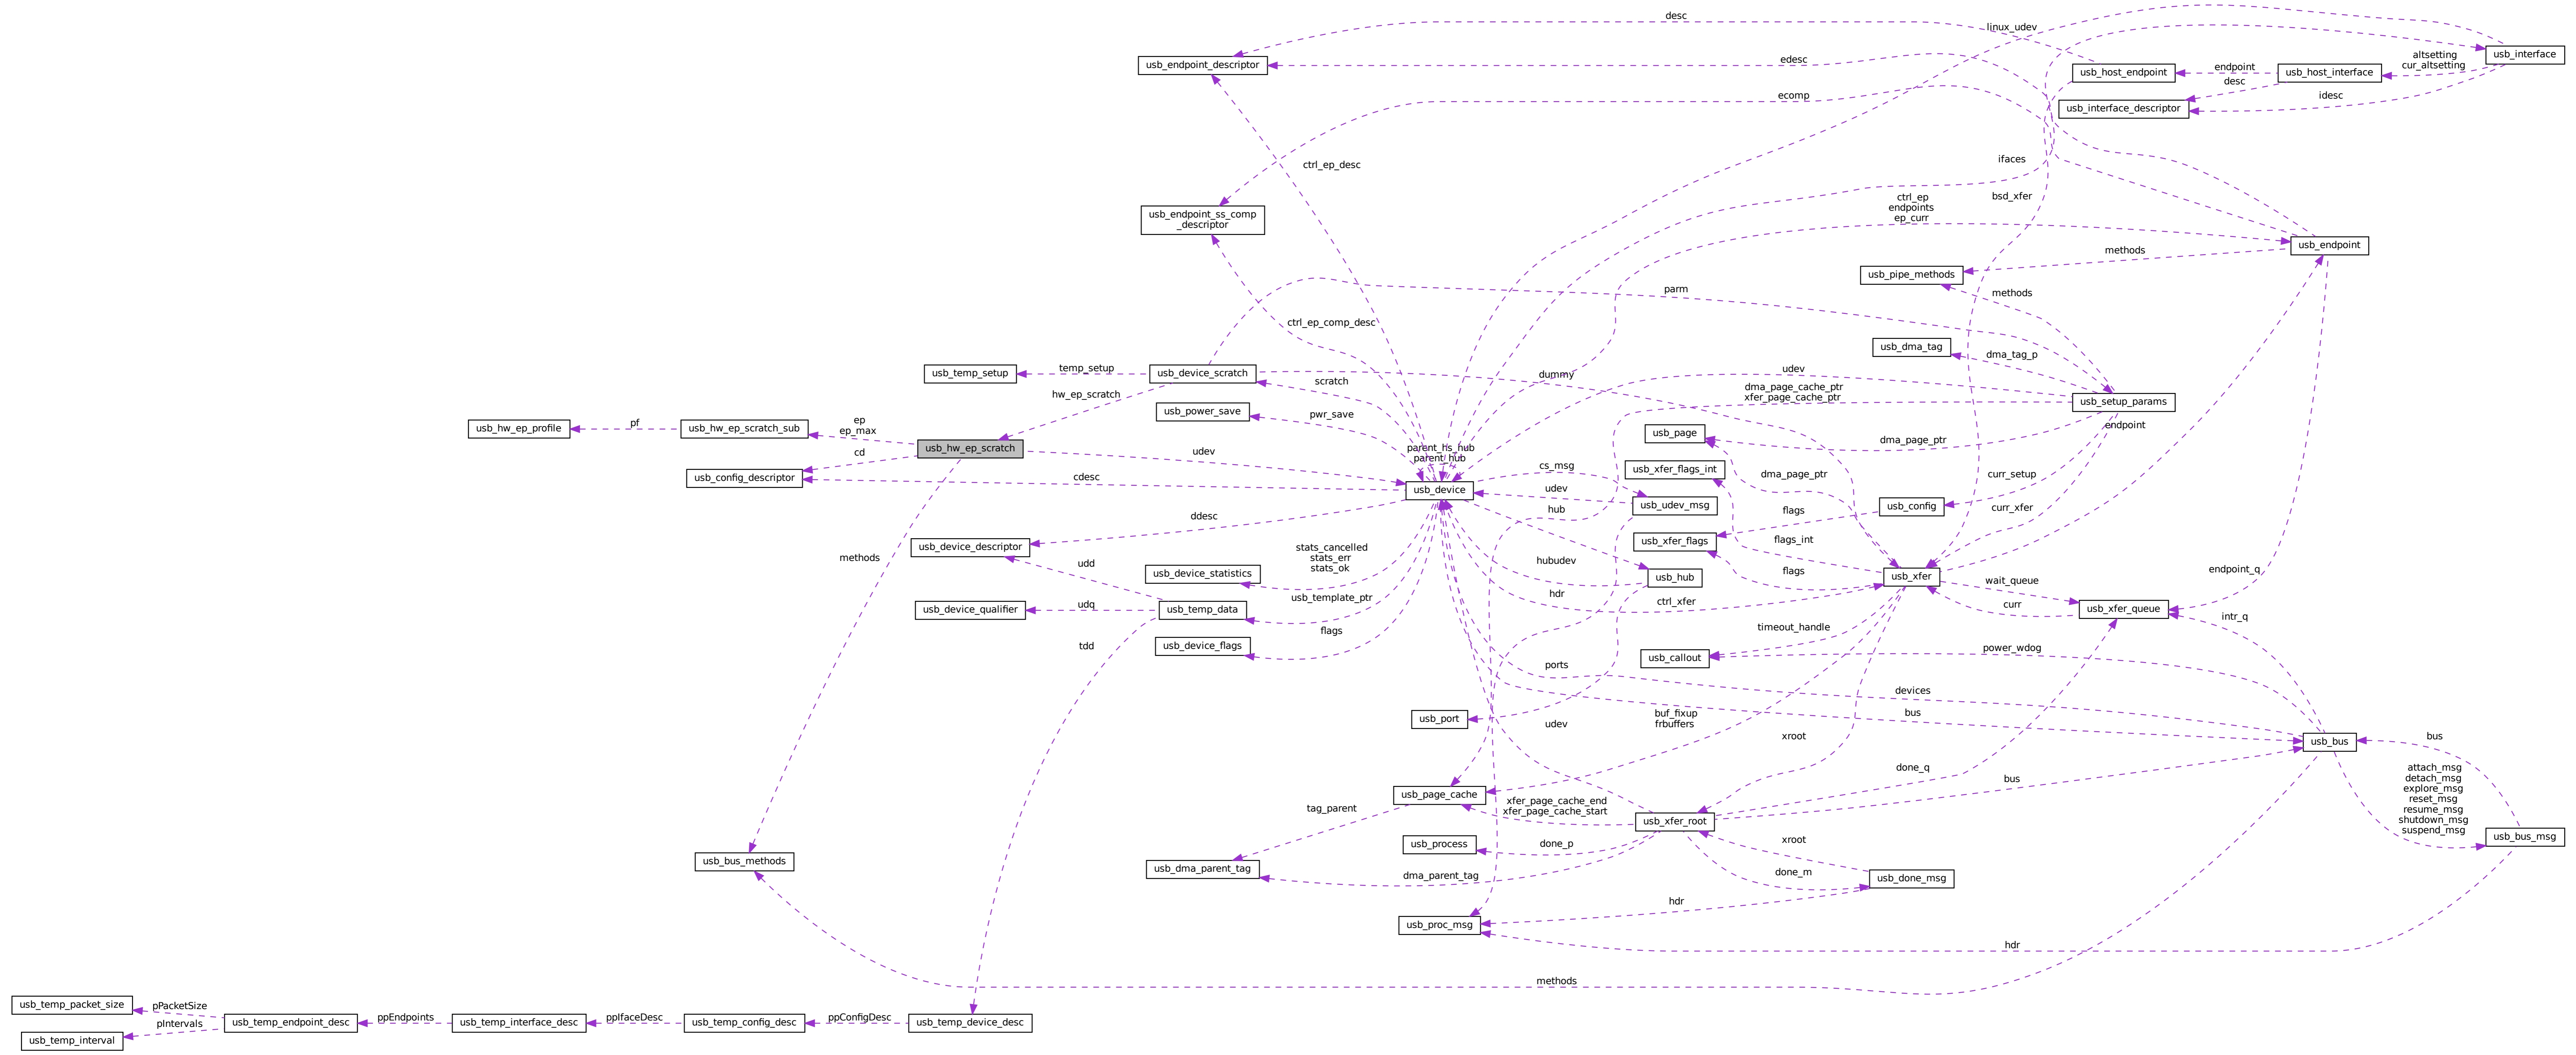 desc
linux_udev
usb_interface
usb_endpoint_descriptor
edesc
usb_host_endpoint
endpoint
usb_host_interface
altsetting
cur_altsetting
desc
idesc
usb_interface_descriptor
ecomp
ctrl_ep_desc
ifaces
bsd_xfer
usb_endpoint_ss_comp
_descriptor
ctrl_ep
endpoints
ep_curr
usb_endpoint
methods
usb_pipe_methods
methods
parm
ctrl_ep_comp_desc
usb_dma_tag
dma_tag_p
usb_temp_setup
temp_setup
usb_device_scratch
scratch
dummy
udev
hw_ep_scratch
dma_page_cache_ptr
xfer_page_cache_ptr
usb_setup_params
usb_power_save
pwr_save
usb_hw_ep_profile
pf
usb_hw_ep_scratch_sub
ep
ep_max
usb_hw_ep_scratch
endpoint
usb_page
dma_page_ptr
cd
udev
parent_hs_hub
parent_hub
cs_msg
usb_xfer_flags_int
dma_page_ptr
curr_setup
usb_config_descriptor
cdesc
usb_device
udev
usb_udev_msg
usb_config
curr_xfer
ddesc
hub
flags
usb_device_descriptor
usb_xfer_flags
flags_int
methods
udd
stats_cancelled
stats_err
stats_ok
hubudev
usb_device_statistics
usb_hub
flags
usb_xfer
wait_queue
endpoint_q
usb_template_ptr
hdr
ctrl_xfer
curr
usb_device_qualifier
udq
usb_temp_data
usb_xfer_queue
flags
timeout_handle
intr_q
tdd
usb_device_flags
power_wdog
usb_callout
ports
devices
usb_port
buf_fixup
frbuffers
bus
udev
xroot
usb_bus
bus
done_q
bus
attach_msg
detach_msg
explore_msg
reset_msg
resume_msg
shutdown_msg
suspend_msg
usb_page_cache
tag_parent
xfer_page_cache_end
xfer_page_cache_start
usb_xfer_root
usb_bus_msg
usb_process
done_p
xroot
usb_bus_methods
usb_dma_parent_tag
dma_parent_tag
done_m
usb_done_msg
hdr
usb_proc_msg
hdr
methods
usb_temp_packet_size
pPacketSize
usb_temp_endpoint_desc
ppEndpoints
usb_temp_interface_desc
ppIfaceDesc
usb_temp_config_desc
ppConfigDesc
usb_temp_device_desc
pIntervals
usb_temp_interval